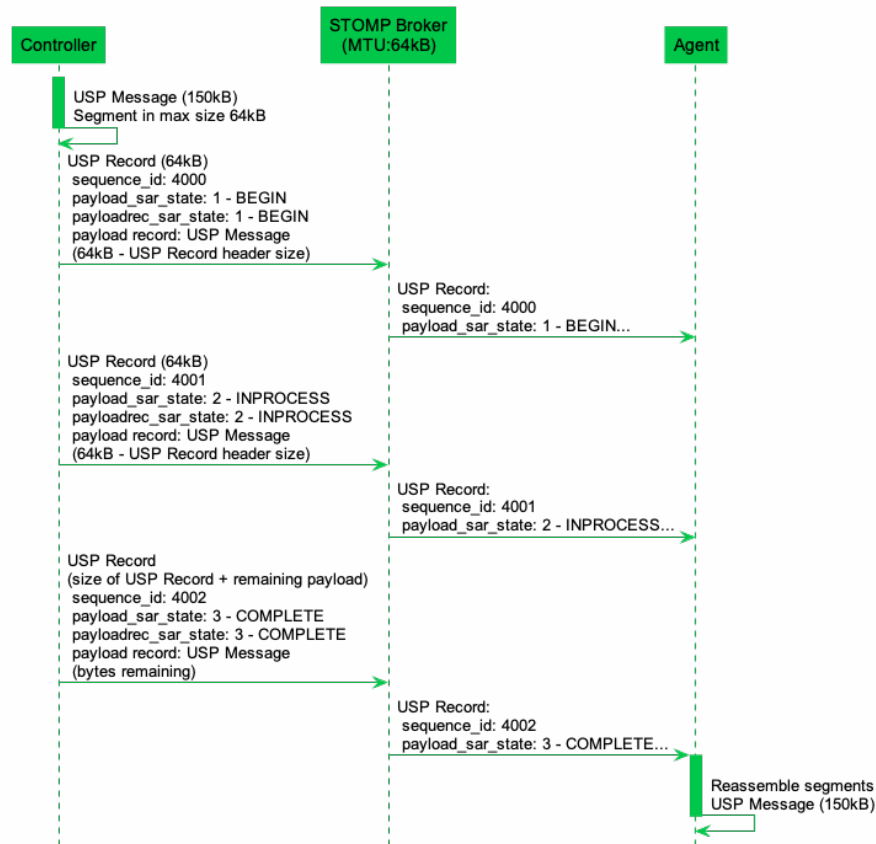 Controller
STOMP Broker
(MTU:64kB)
Agent
USP Message (150kB)
Segment in max size 64kB
USP Record (64kB)
sequence_id: 4000
payload_sar_state: 1 - BEGIN
payloadrec_sar_state: 1 - BEGIN
payload record: USP Message
(64kB - USP Record header size)
USP Record:
sequence_id: 4000
payload_sar_state: 1 - BEGIN...
USP Record (64kB)
sequence_id: 4001
payload_sar_state: 2 - INPROCESS
payloadrec_sar_state: 2 - INPROCESS
payload record: USP Message
(64kB - USP Record header size)
USP Record:
sequence_id: 4001
payload_sar_state: 2 - INPROCESS...
USP Record
(size of USP Record + remaining payload)
sequence_id: 4002
payload_sar_state: 3 - COMPLETE
payloadrec_sar_state: 3 - COMPLETE
payload record: USP Message
(bytes remaining)
USP Record:
sequence_id: 4002
payload_sar_state: 3 - COMPLETE...
Reassemble segments
USP Message (150kB)